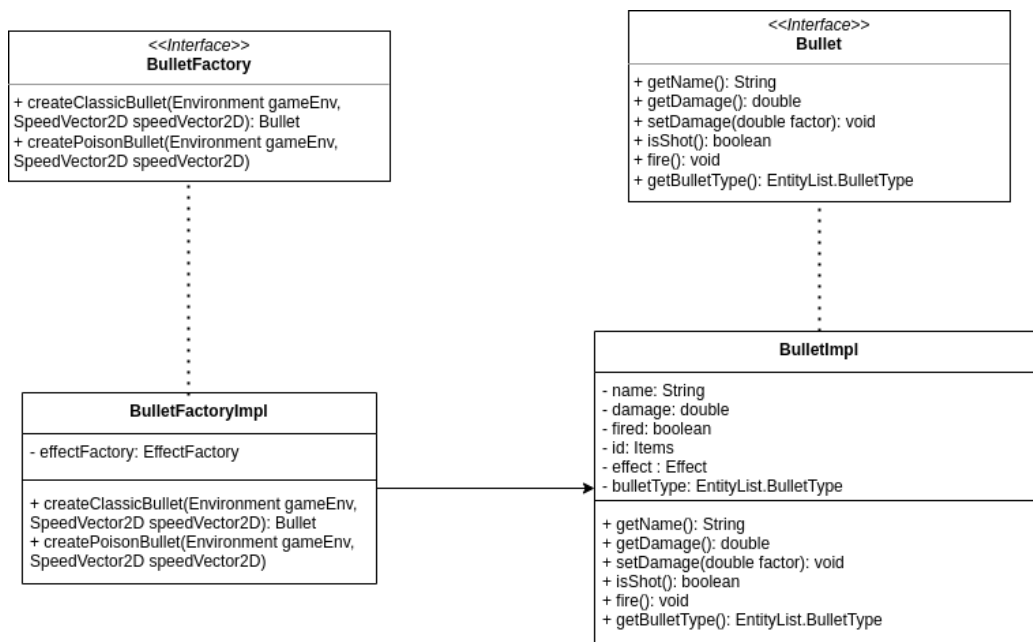 <<Interface>>
BulletFactory
+ createClassicBullet(Environment gameEnv,
SpeedVector2D speedVector2D): Bullet
+ createPoisonBullet(Environment gameEnv,
SpeedVector2D speedVector2D)
<<Interface>>
Bullet
+ getName(): String
+ getDamage(): double
+ setDamage(double factor): void
+ isShot(): boolean
+ fire(): void
+ getBulletType(): EntityList.BulletType
BulletFactoryImpl
- effectFactory: EffectFactory
+ createClassicBullet(Environment gameEnv,
SpeedVector2D speedVector2D): Bullet
+ createPoisonBullet(Environment gameEnv,
SpeedVector2D speedVector2D)
BulletImpl
- name: String
- damage: double
- fired: boolean
- id: Items
- effect : Effect
- bulletType: EntityList.BulletType
+ getName(): String
+ getDamage(): double
+ setDamage(double factor): void
+ isShot(): boolean
+ fire(): void
+ getBulletType(): EntityList.BulletType